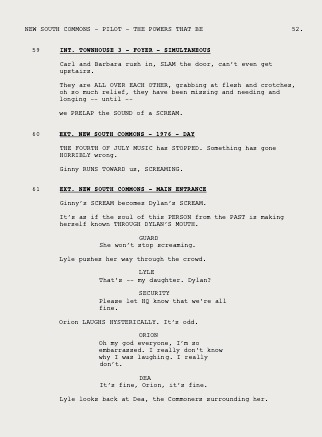 NEW SOUTH COMMONS - PILOT - THE POWERS THAT BE 52.
59 INT. TOWNHOUSE 3 - FOYER - SIMULTANEOUS
Carl and Barbara rush in, SLAM the door, can't even get
upstairs.
They are ALL OVER EACH OTHER, grabbing at flesh and crotches,
oh so much relief, they have been missing and needing and
longing -- until --
we PRELAP the SOUND of a SCREAM.
60 EXT. NEW SOUTH COMMONS - 1976 - DAY
THE FOURTH OF JULY MUSIC has STOPPED. Something has gone
HORRIBLY wrong.
Ginny RUNS TOWARD us, SCREAMING.
61 EXT. NEW SOUTH COMMONS - MAIN ENTRANCE
Ginny's SCREAM becomes Dylan's SCREAM.
It's as if the soul of this PERSON from the PAST is making
herself known THROUGH DYLAN'S MOUTH.
GUARD
She won't stop screaming.
Lyle pushes her way through the crowd.
LYLE
That's -- my daughter. Dylan?
SECURITY
Please let HQ know that we're all
fine.
Orion LAUGHS HYSTERICALLY. It's odd.
ORION
Oh my god everyone, I'm so
embarrassed. I really don't know
why I was laughing. I really
don't.
DEA
It's fine, Orion, it's fine.
Lyle looks back at Dea, the Commoners surrounding her.